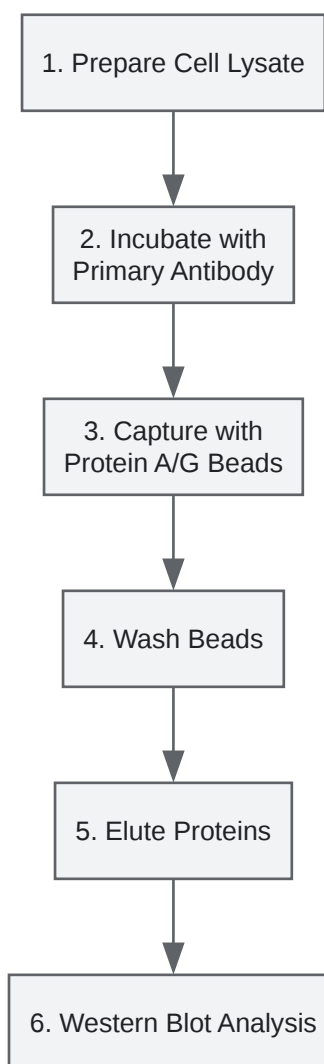 1. Prepare Cell Lysate
2. Incubate with
Primary Antibody
3. Capture with
Protein A/G Beads
4. Wash Beads
5. Elute Proteins
6. Western Blot Analysis